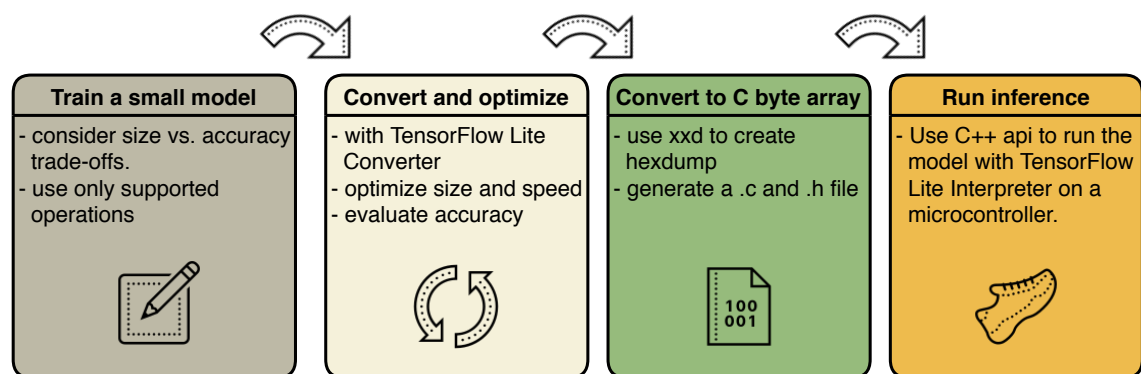 Train a small model
- consider size vs. accuracy
trade-offs.
- use only supported
operations
Convert and optimize
- with TensorFlow Lite
Converter
- optimize size and speed
- evaluate accuracy
Convert to C byte array
- use xxd to create
hexdump
- generate a .c and .h file
100
001
Run inference
- Use C++ api to run the
model with TensorFlow
Lite Interpreter on a
microcontroller.